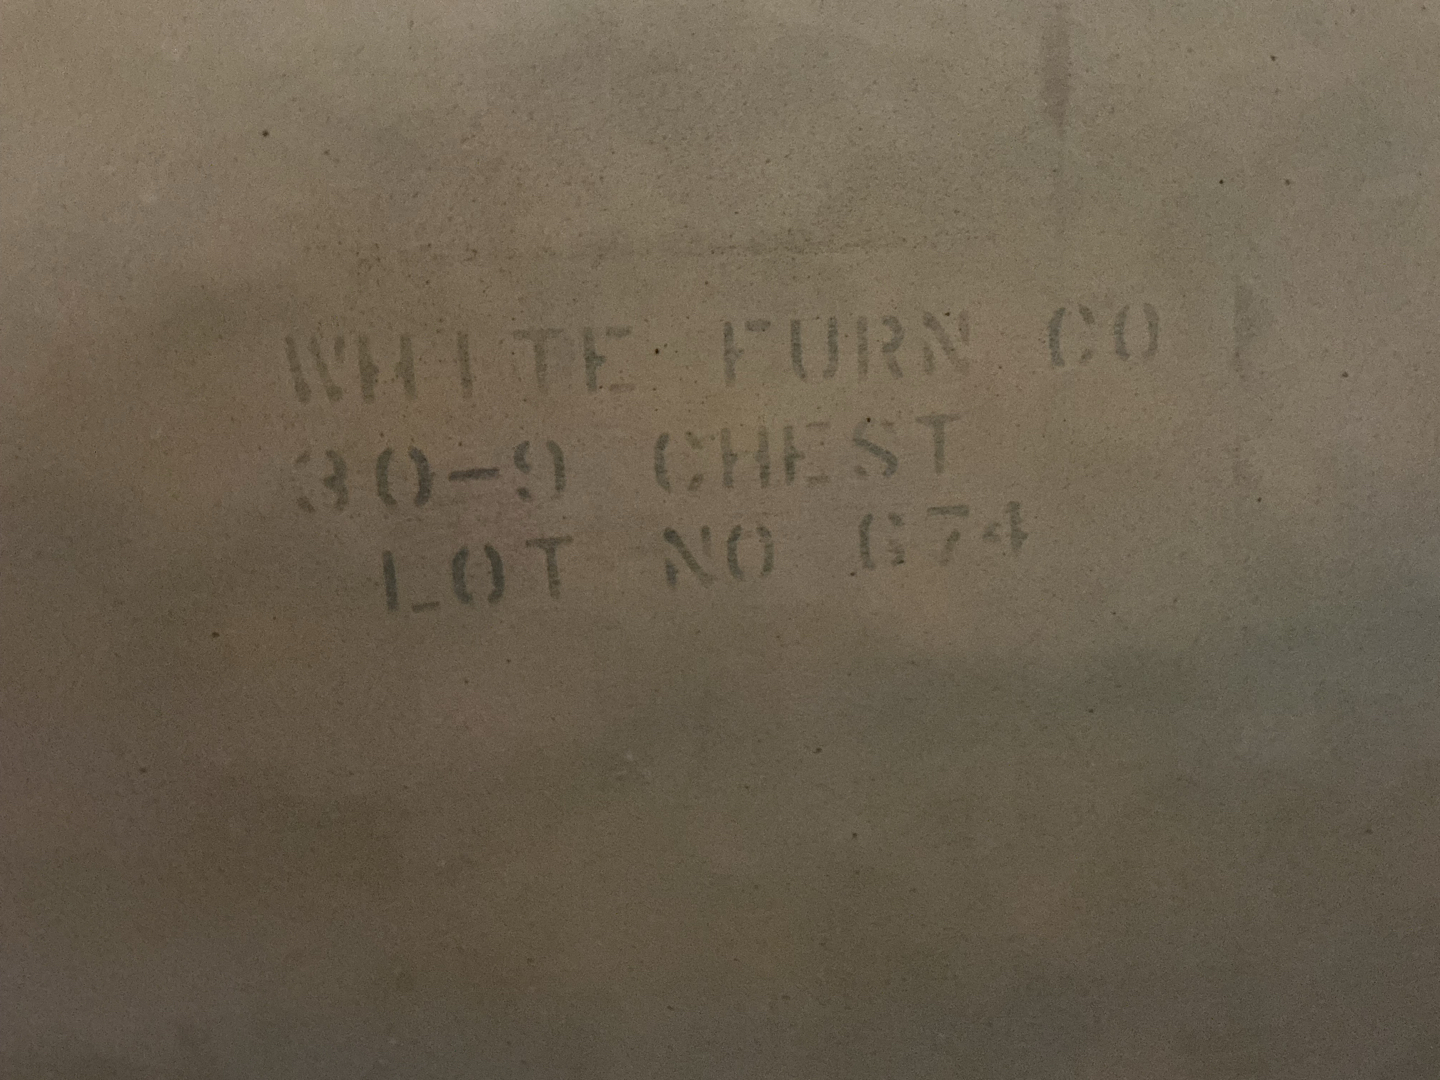 WHITE FURN CO
30-9 CHEST
LOT NO 674